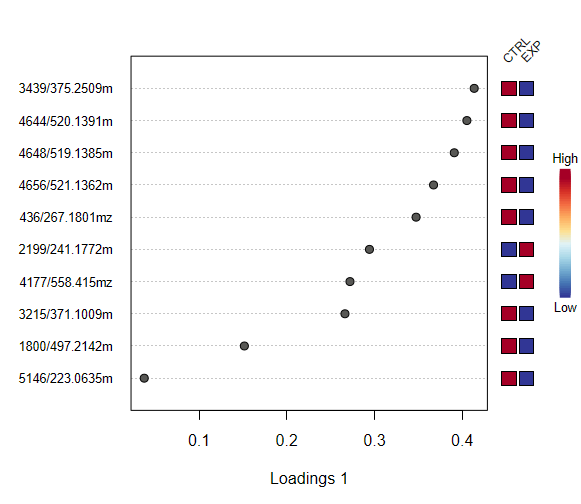 CTRL EXP
3439/375.2509m
4644/520.1391m
4648/519.1385m
4656/521.1362m
436/267.1801mz
2199/241.1772m
4177/558.415mz
3215/371.1009m
1800/497.2142m
5146/223.0635m
High
Low
0.1 0.2 0.3 0.4
Loadings 1